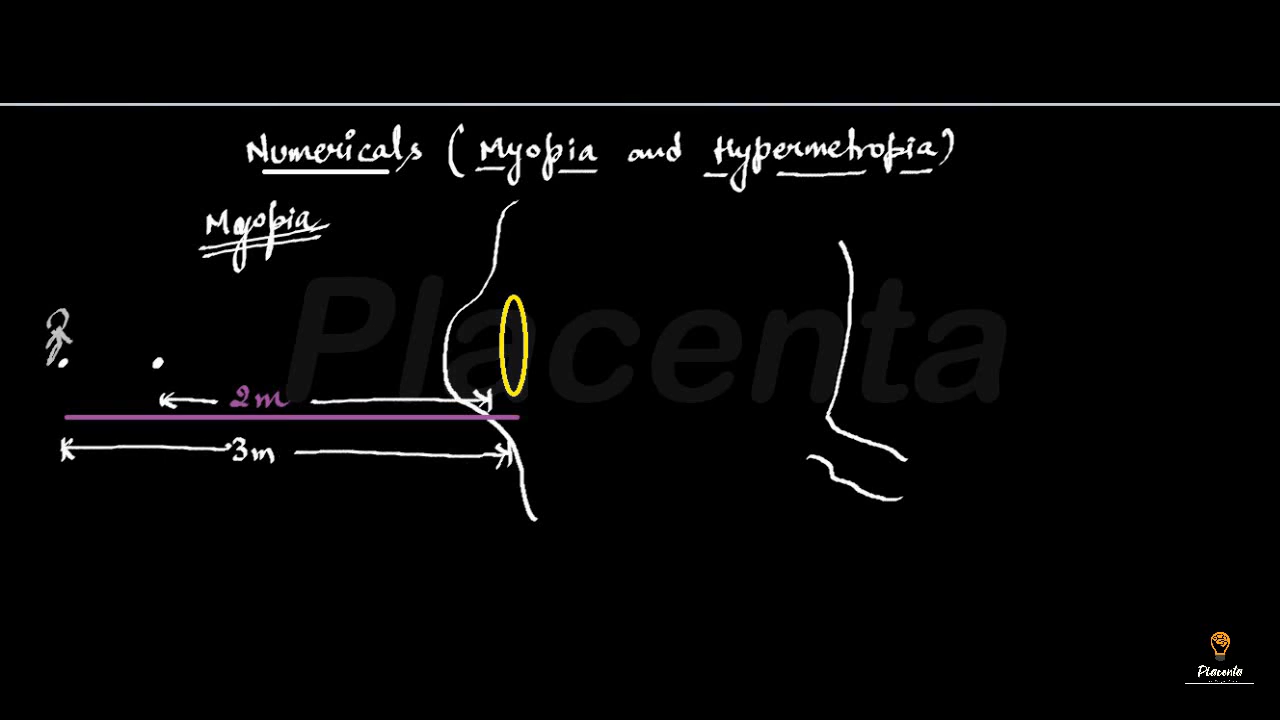 Numericals (Myopia and Hypermetropia)
Myopia
Placenta
2m
3m
Placenta